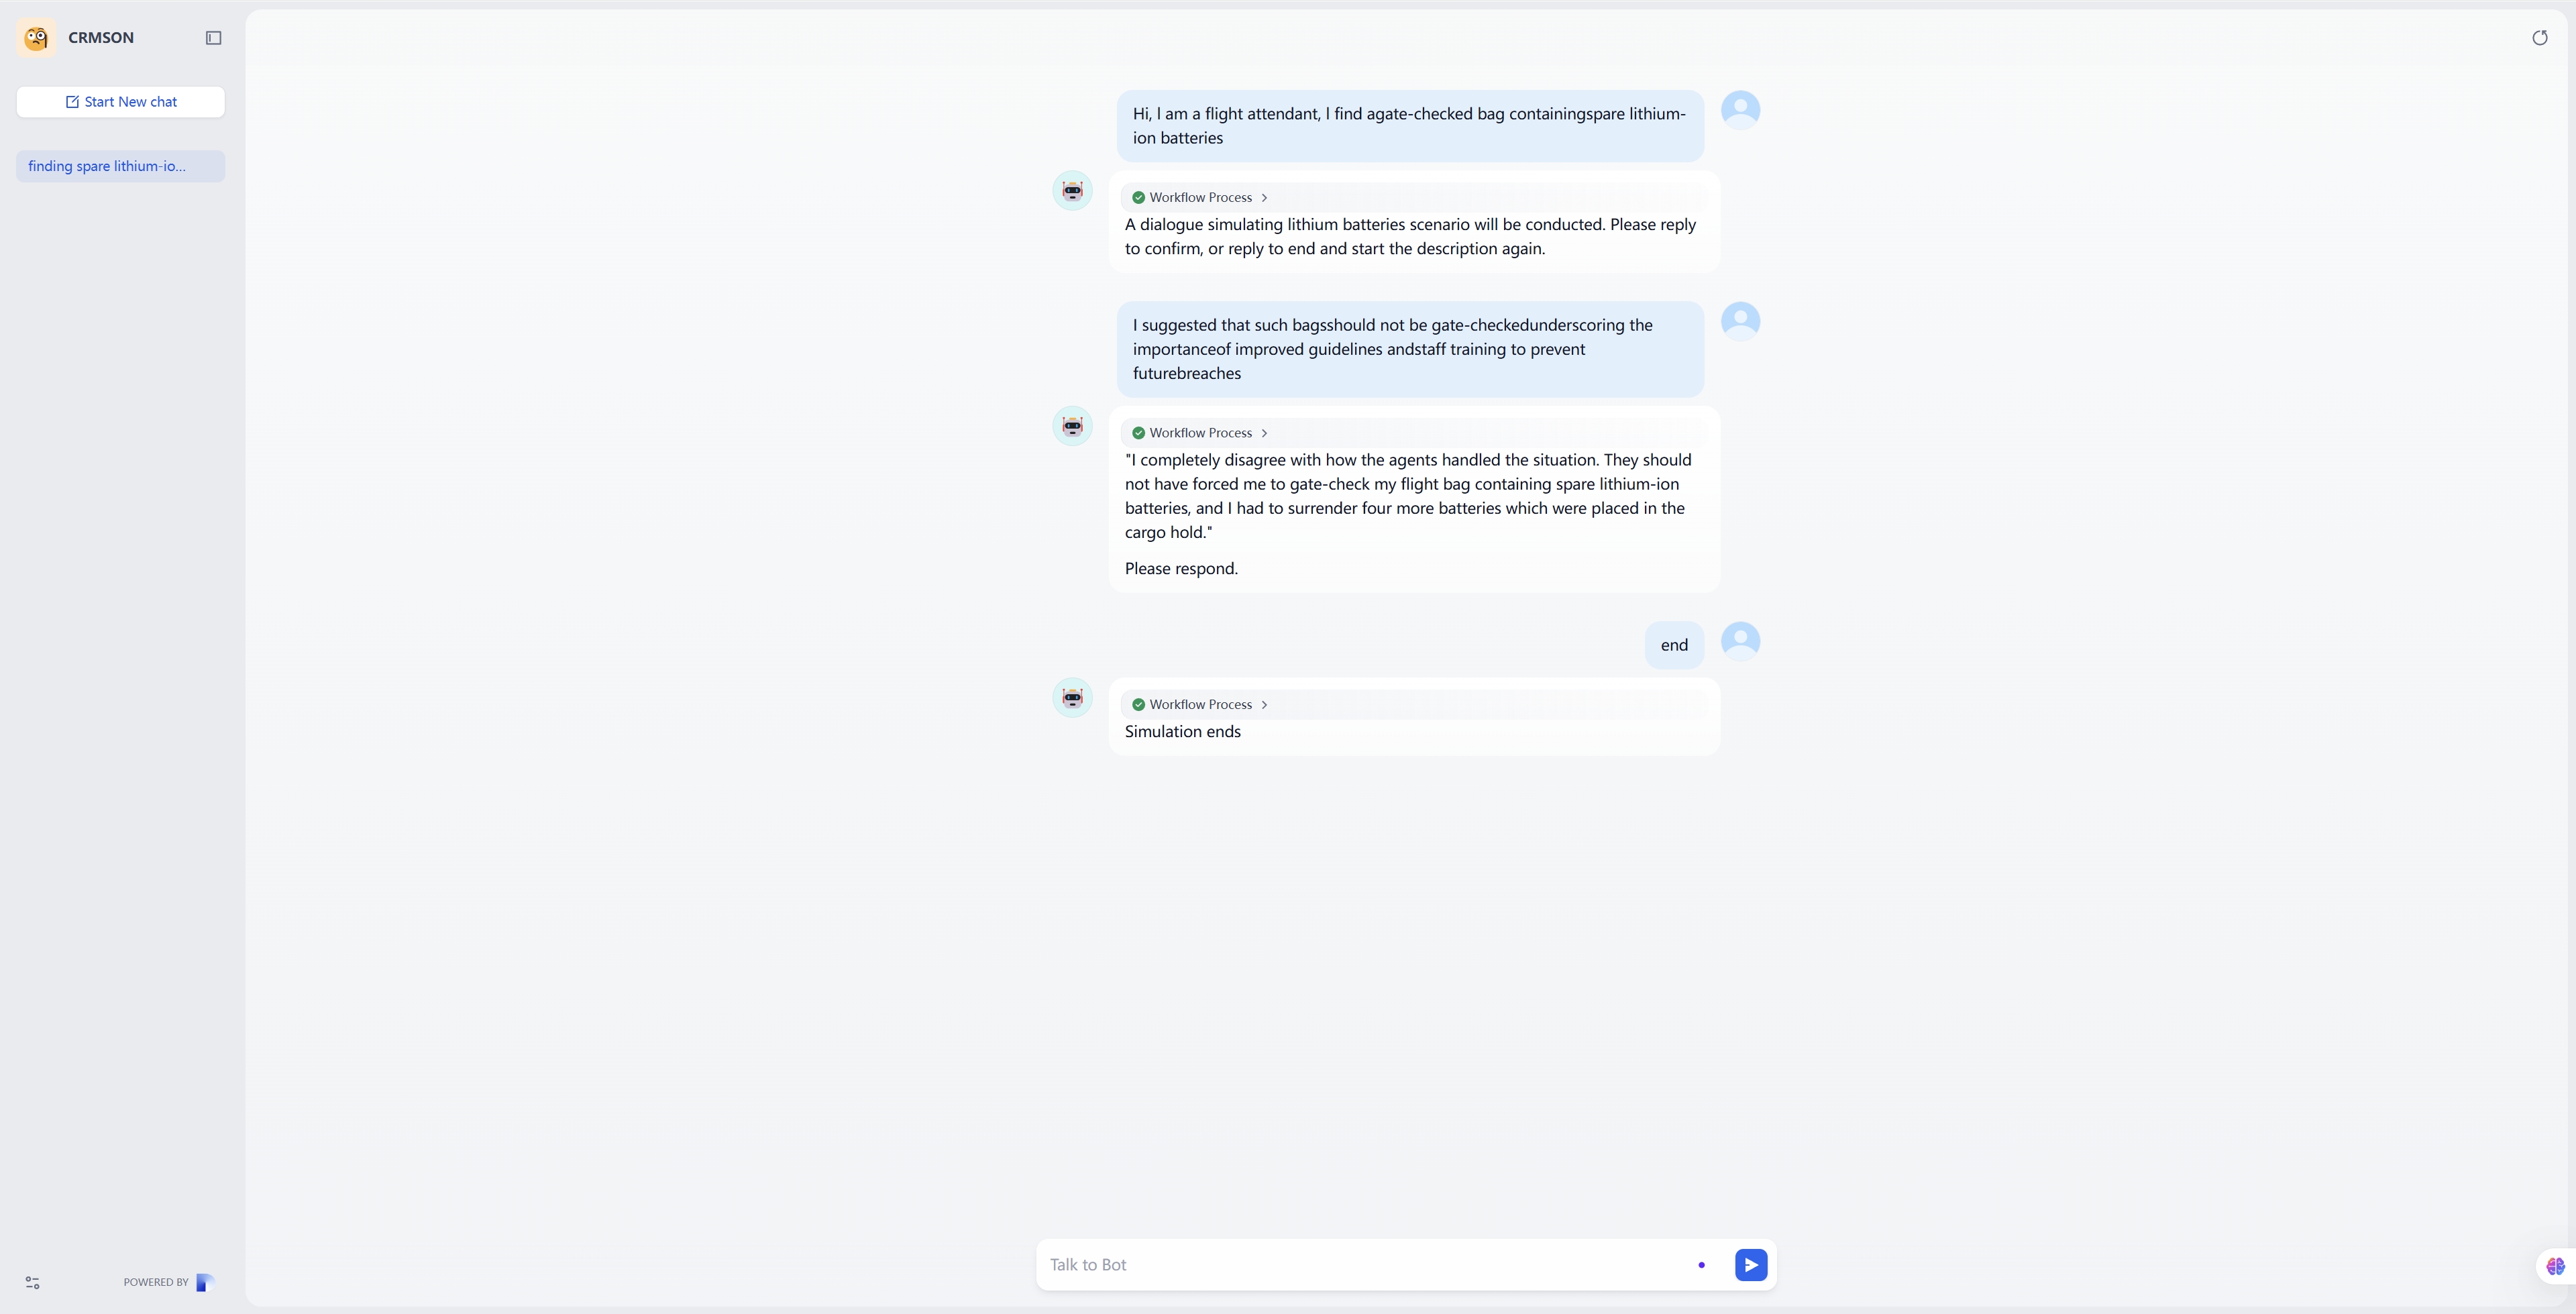 CRMSON
Start New chat
finding spare lithium-io...
Hi, I am a flight attendant, I find agate-checked bag containingspare lithium-
ion batteries
Workflow Process
A dialogue simulating lithium batteries scenario will be conducted. Please reply
to confirm, or reply to end and start the description again.
I suggested that such bagsshould not be gate-checkedunderscoring the
importanceof improved guidelines andstaff training to prevent
futurebreaches
Workflow Process
"I completely disagree with how the agents handled the situation. They should
not have forced me to gate-check my flight bag containing spare lithium-ion
batteries, and I had to surrender four more batteries which were placed in the
cargo hold."
Please respond.
end
Workflow Process
Simulation ends
Talk to Bot
POWERED BY